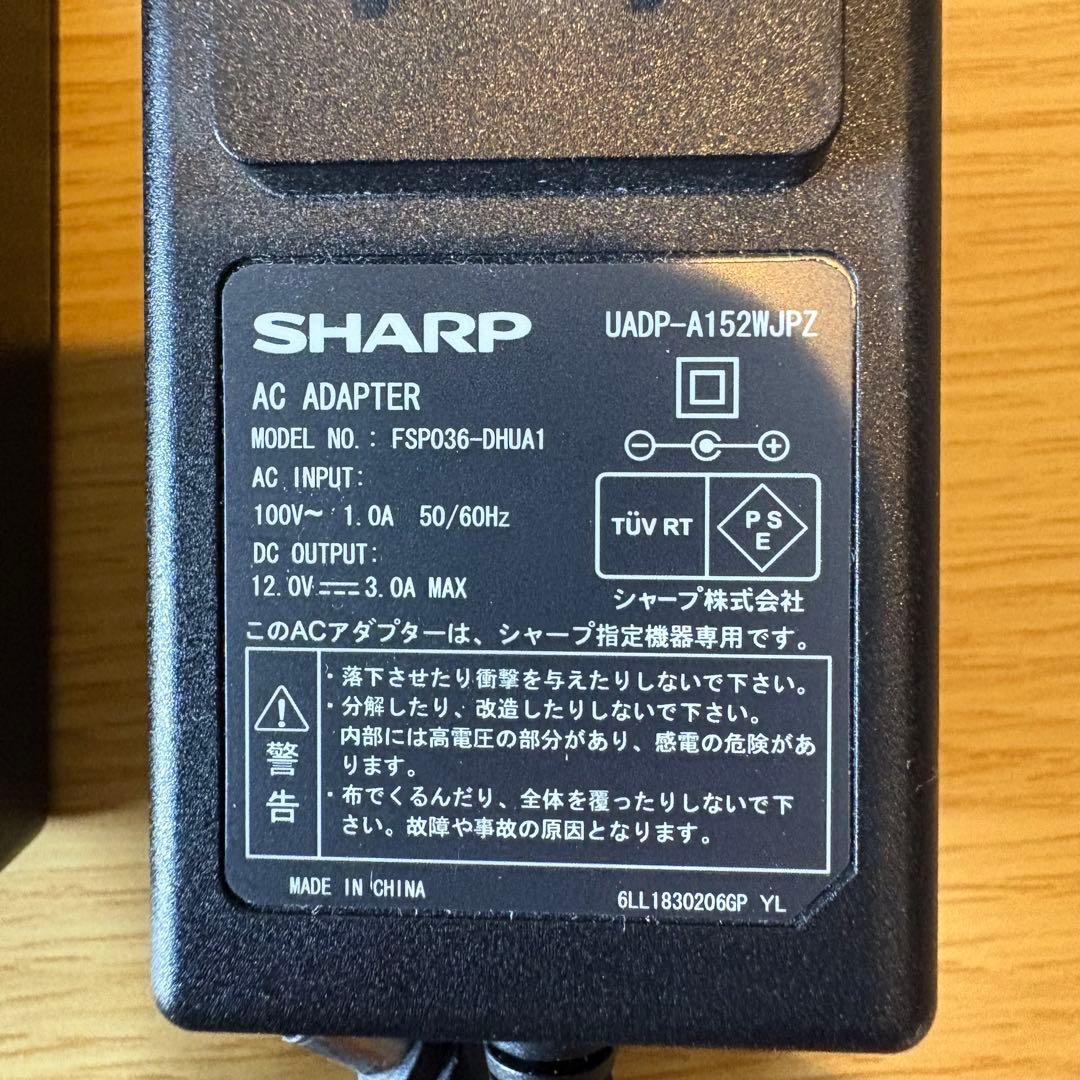 SHARP
UADP-A152WJPZ
AC ADAPTER
MODEL NO.: FSP036-DHUA1
AC INPUT:
100V～ 1.0A 50/60Hz
DC OUTPUT:
12.0V⎓3.0A MAX
TÜV RT
PSE
シャープ株式会社
このACアダプターは、シャープ指定機器専用です。
警告
・落下させたり衝撃を与えたりしないで下さい。
・分解したり、改造したりしないで下さい。
内部には高電圧の部分があり、感電の危険があ
ります。
・布でくるんだり、全体を覆ったりしないで下
さい。故障や事故の原因となります。
MADE IN CHINA
6LL1830206GP YL